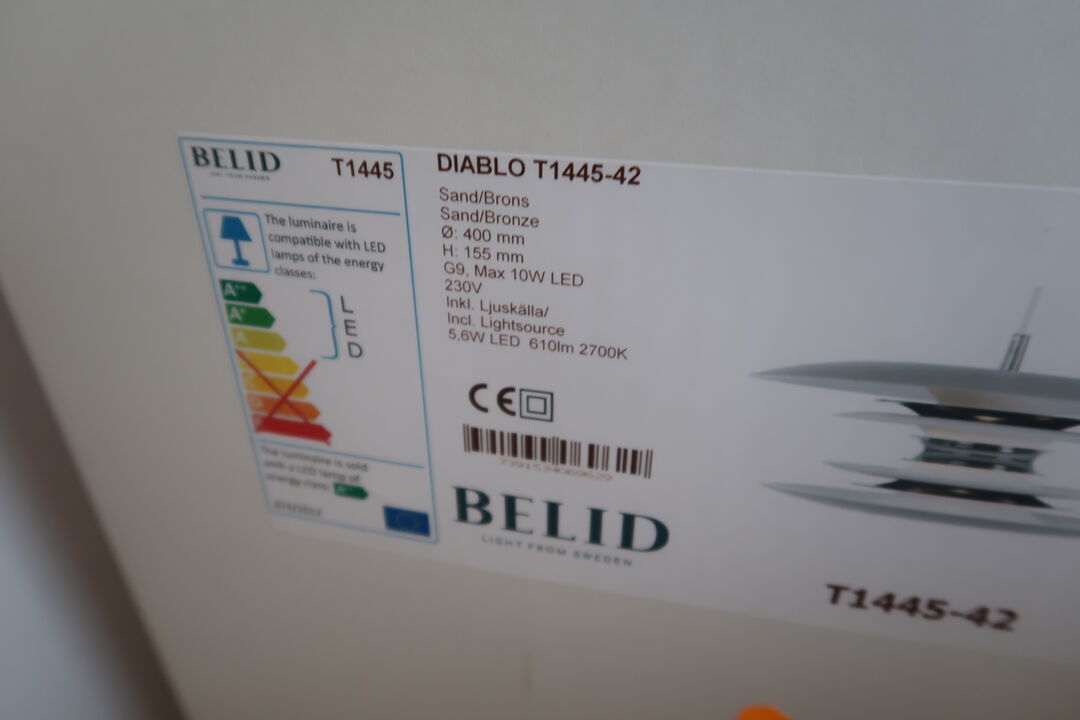 BELID T1445
The luminaire is
compatible with LED
lamps of the energy
classes:
A++
A+
A
L
E
D
The luminaire is sold
with a LED lamp of
energy class:
874/2012
DIABLO T1445-42
Sand/Brons
Sand/Bronze
Ø: 400 mm
H: 155 mm
G9, Max 10W LED
230V
Inkl. Ljuskälla/
Incl. Lightsource
5,6W LED 610lm 2700K
CE
BELID
LIGHT FROM SWEDEN
T1445-42